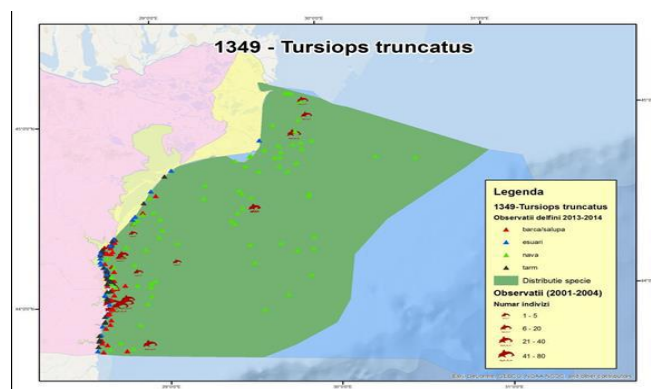 1349 - Tursiops truncatus
Legenda
1349-Tursiops truncatus
Observatii delfini 2013-2014
barca/salupa
esuari
nava
tarm
Distributie specie
Observatii (2001-2004)
Numar indivizi
1 - 5
6 - 20
21 - 40
41 - 80